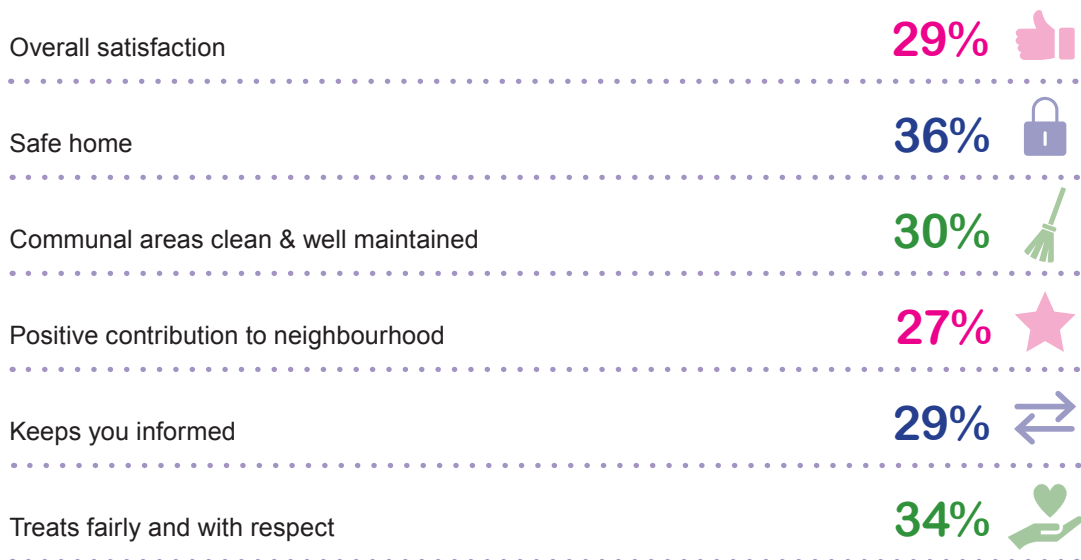 Overall satisfaction 29%
Safe home 36%
Communal areas clean & well maintained 30%
Positive contribution to neighbourhood 27%
Keeps you informed 29%
Treats fairly and with respect 34%